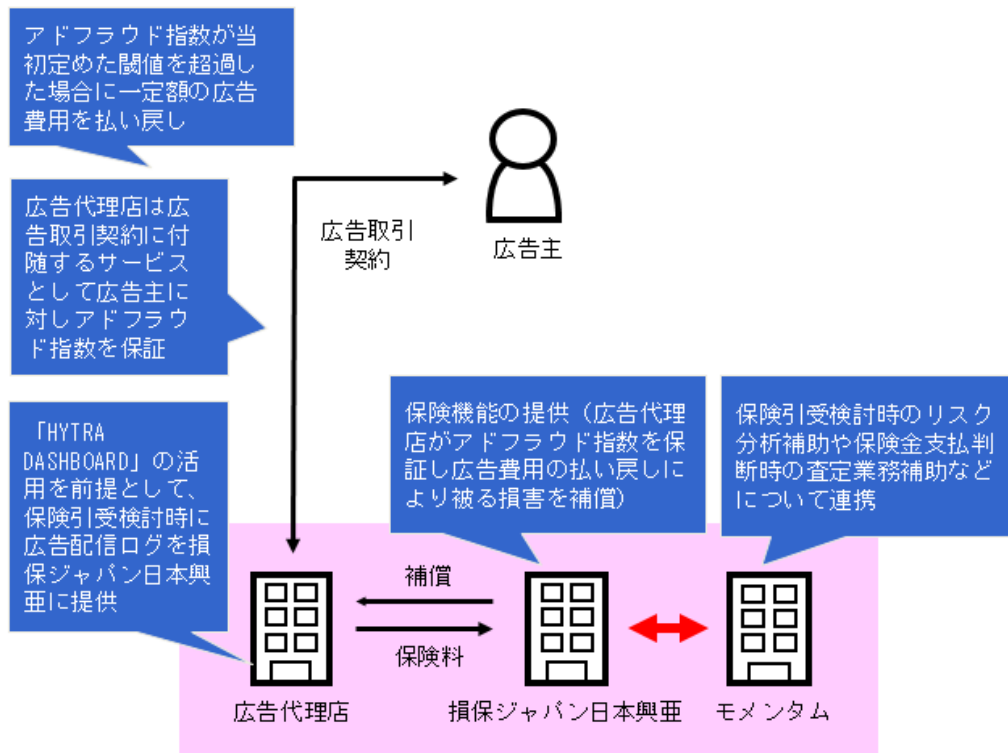 アドフラウド指数が当
初定めた閾値を超過し
た場合に一定額の広告
費用を払い戻し
広告代理店は広
告取引契約に付
随するサービス
として広告主に
対しアドフラウ
ド指数を保証
広告取引
契約
広告主
「HYTRA
DASHBOARD」の活
用を前提として、
保険引受検討時に
広告配信ログを損
保ジャパン日本興
亜に提供
保険機能の提供（広告代理
店がアドフラウド指数を保
証し広告費用の払い戻しに
より被る損害を補償）
保険引受検討時のリスク
分析補助や保険金支払判
断時の査定業務補助など
について連携
補償
保険料
広告代理店
損保ジャパン日本興亜
モメンタム